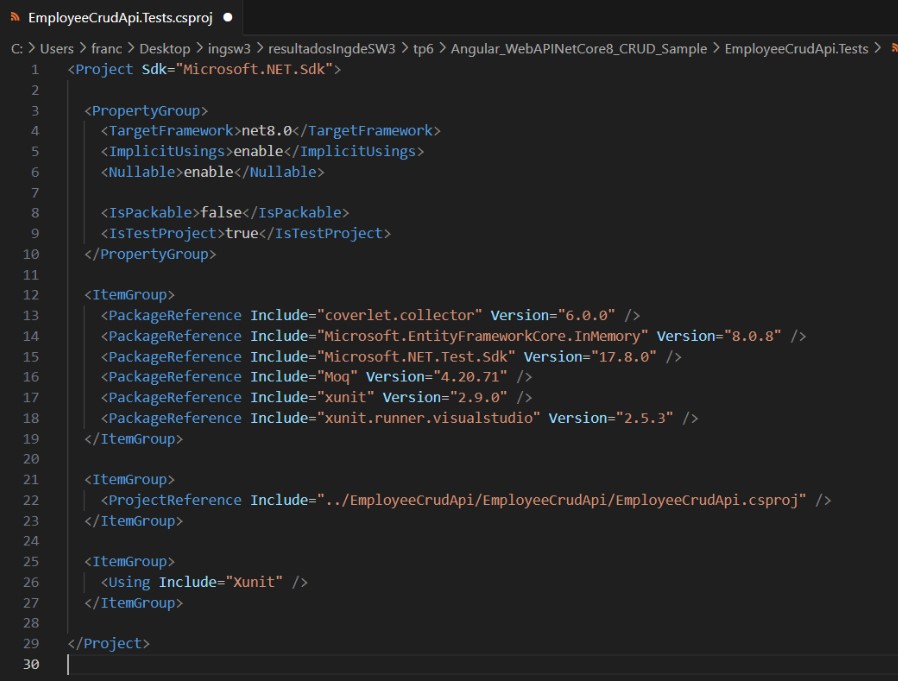 EmployeeCrudApi.Tests.csproj
C: > Users > franc > Desktop > ingsw3 > resultadosIngdeSW3 > tp6 > Angular_WebAPINetCore8_CRUD_Sample > EmployeeCrudApi.Tests >
1 <Project Sdk="Microsoft.NET.Sdk">
2
3 <PropertyGroup>
4 <TargetFramework>net8.0</TargetFramework>
5 <ImplicitUsings>enable</ImplicitUsings>
6 <Nullable>enable</Nullable>
7
8 <IsPackable>false</IsPackable>
9 <IsTestProject>true</IsTestProject>
10 </PropertyGroup>
11
12 <ItemGroup>
13 <PackageReference Include="coverlet.collector" Version="6.0.0" />
14 <PackageReference Include="Microsoft.EntityFrameworkCore.InMemory" Version="8.0.8" />
15 <PackageReference Include="Microsoft.NET.Test.Sdk" Version="17.8.0" />
16 <PackageReference Include="Moq" Version="4.20.71" />
17 <PackageReference Include="xunit" Version="2.9.0" />
18 <PackageReference Include="xunit.runner.visualstudio" Version="2.5.3" />
19 </ItemGroup>
20
21 <ItemGroup>
22 <ProjectReference Include="../EmployeeCrudApi/EmployeeCrudApi/EmployeeCrudApi.csproj" />
23 </ItemGroup>
24
25 <ItemGroup>
26 <Using Include="Xunit" />
27 </ItemGroup>
28
29 </Project>
30